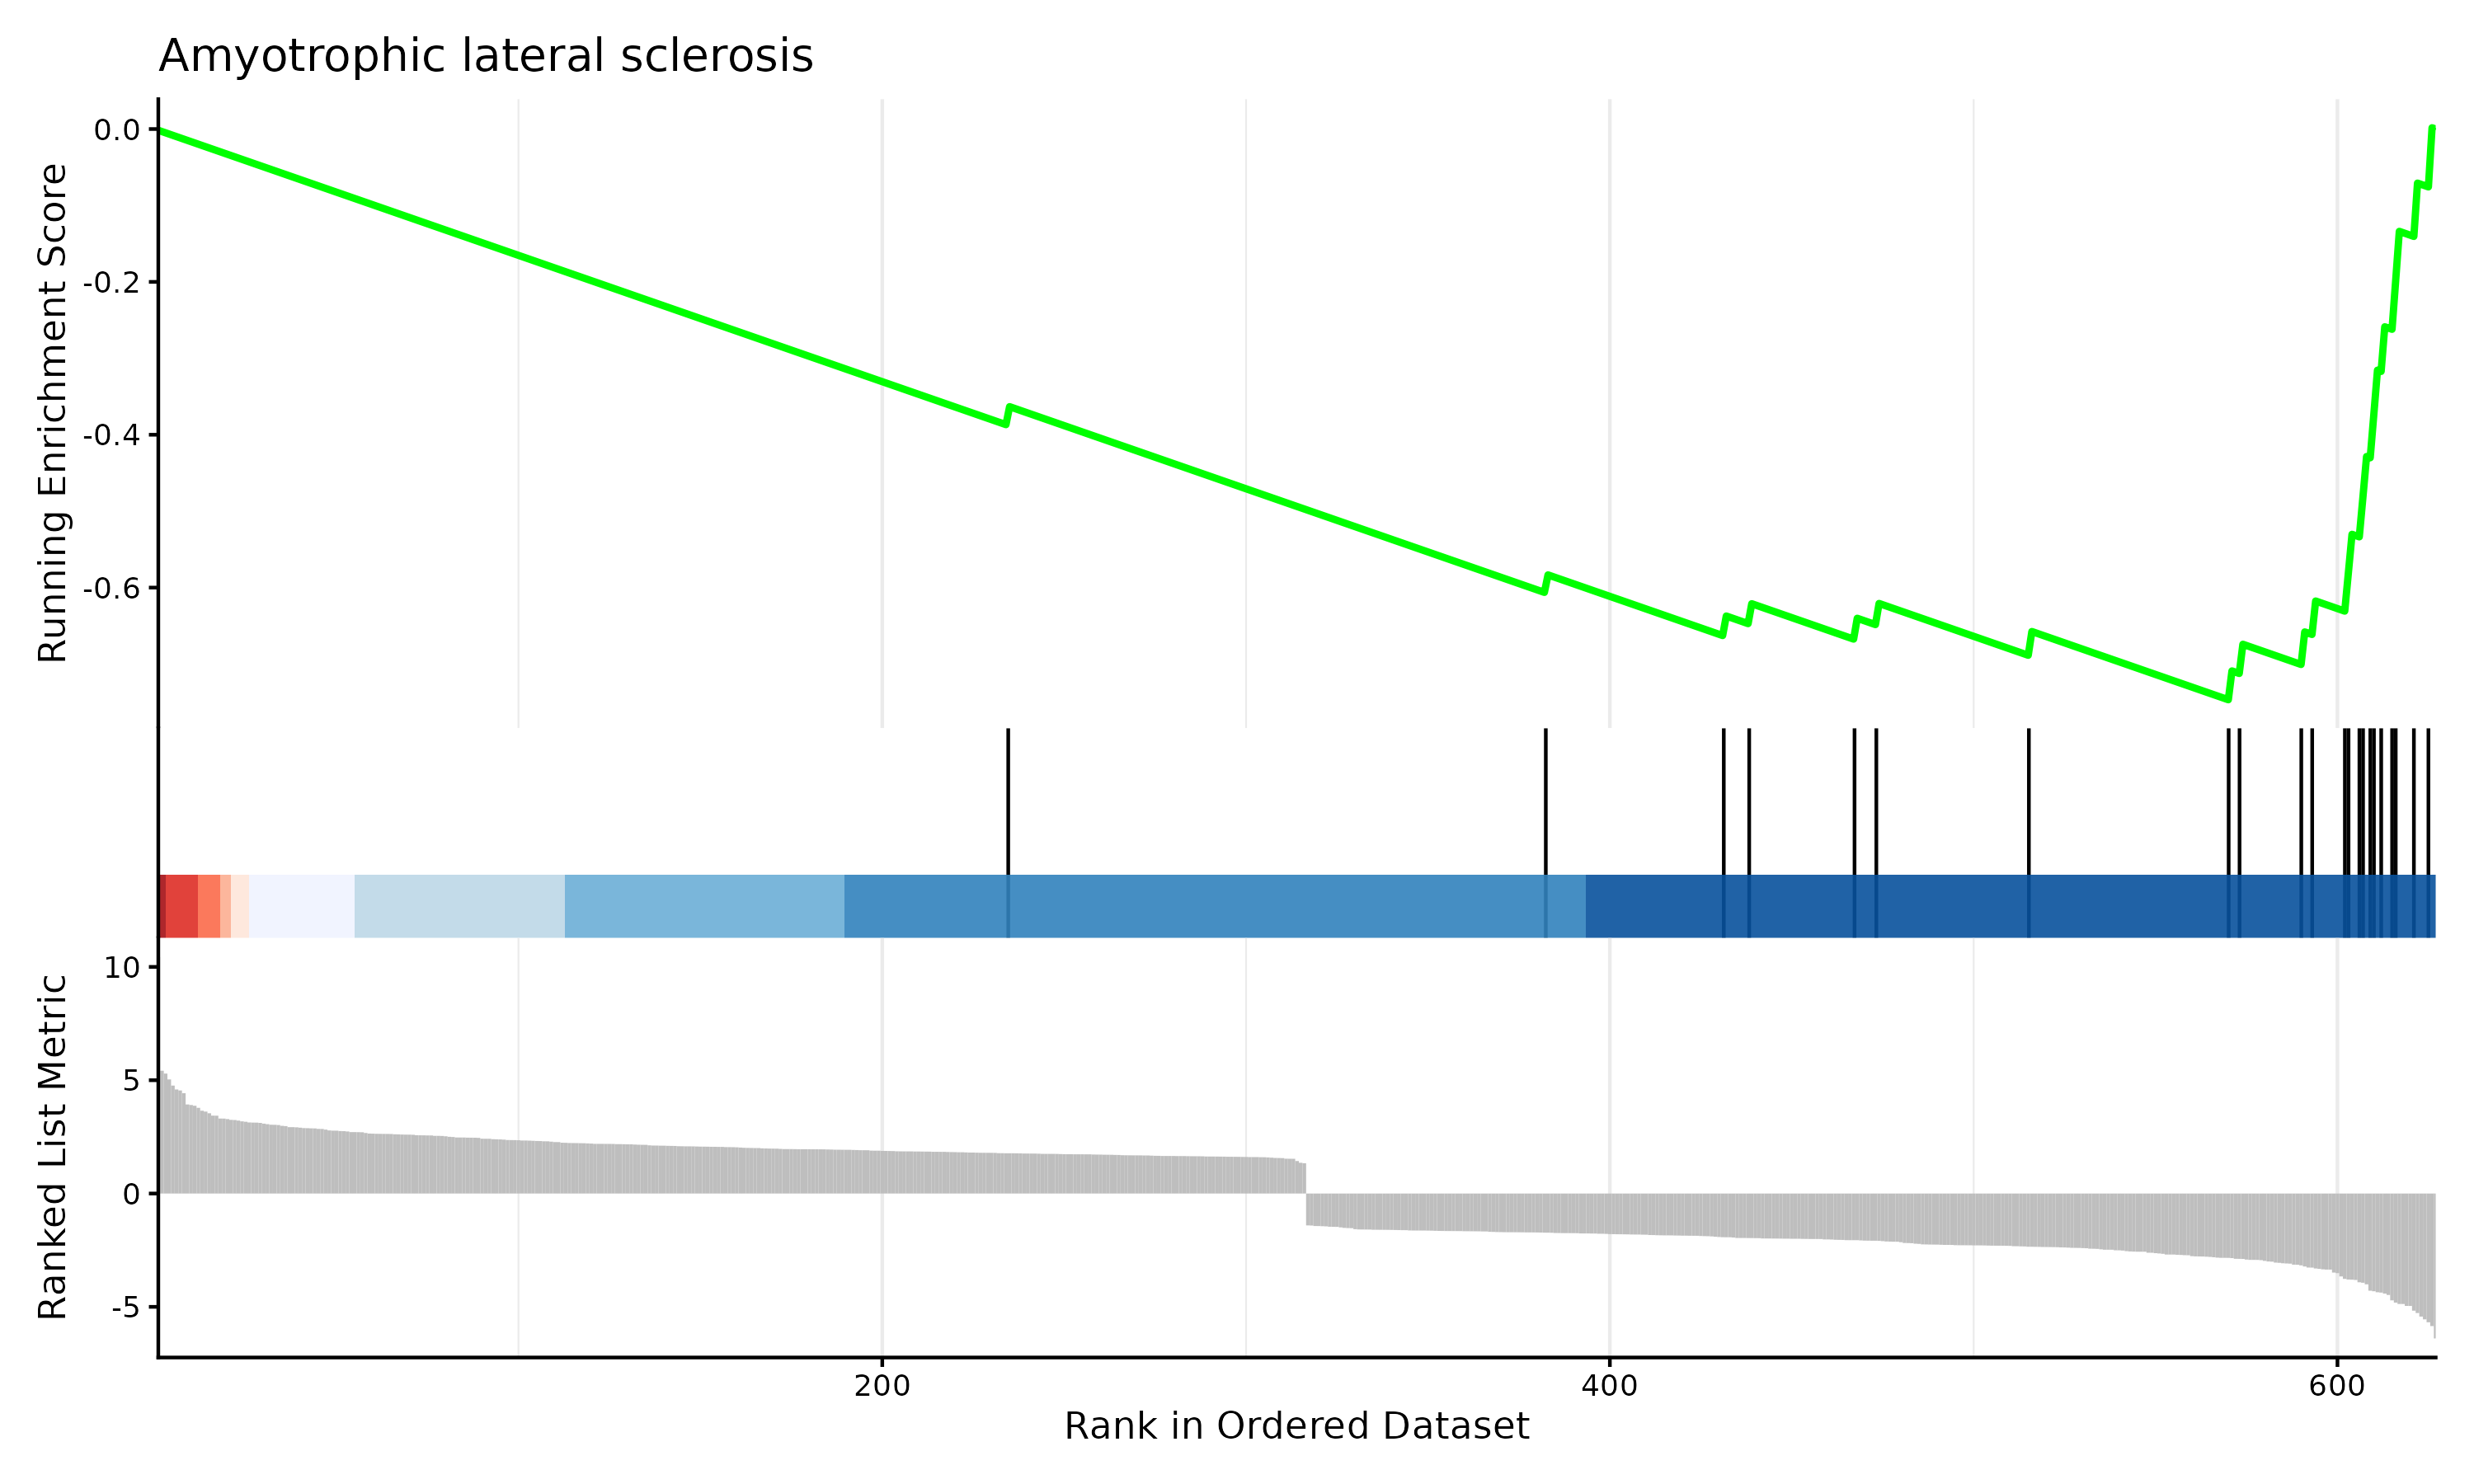 Amyotrophic lateral sclerosis
Running Enrichment Score
0.0
-0.2
-0.4
-0.6
Ranked List Metric
10
5
0
-5
200 400 600
Rank in Ordered Dataset